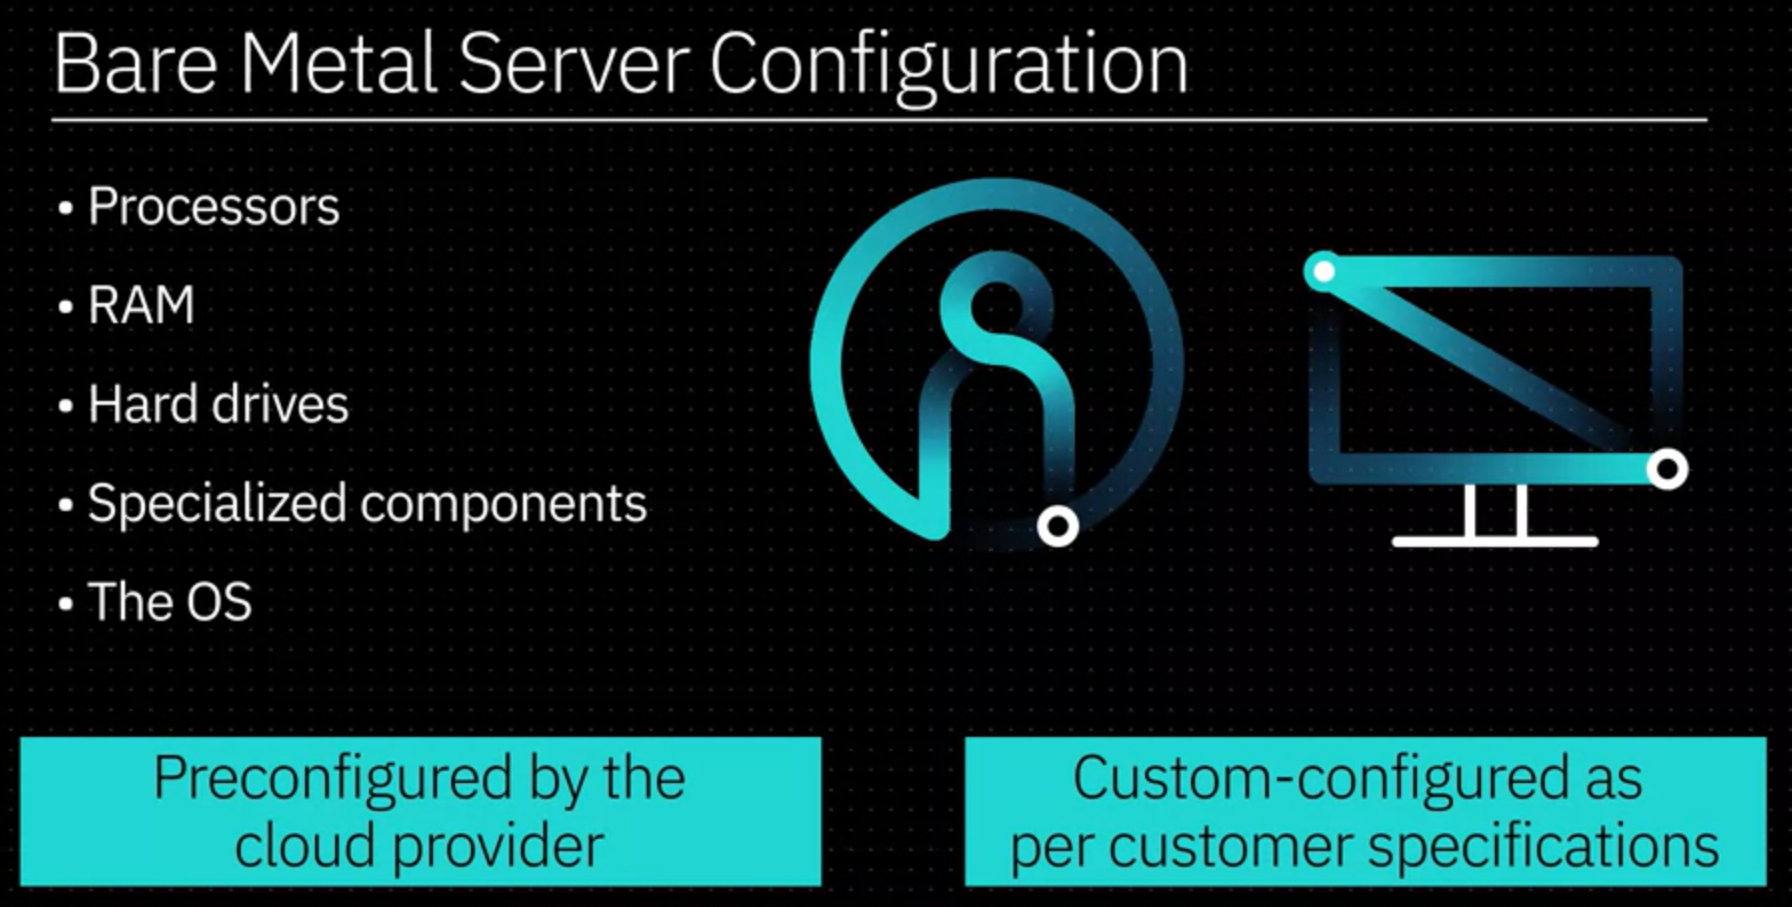 Bare Metal Server Configuration
• Processors
• RAM
• Hard drives
• Specialized components
• The OS
Preconfigured by the
cloud provider
Custom-configured as
per customer specifications